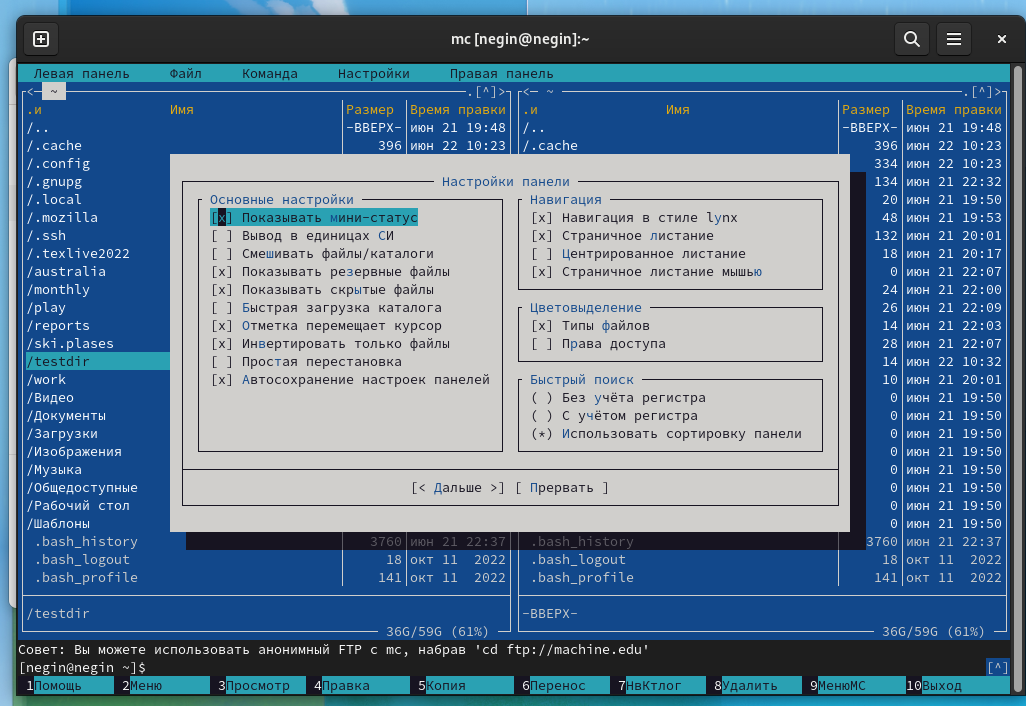 mc [negin@negin]:~
Левая панель Файл Команда Настройки Правая панель
<─ ~ .[^]>┐ <─ ~ .[^]>
.и Имя Размер Время правки .и Имя Размер Время правки
/.. -ВВЕРХ- июн 21 19:48 /.. -ВВЕРХ- июн 21 19:48
/.cache 396 июн 22 10:23 /.cache 396 июн 22 10:23
/.config 334 июн 22 10:23
/.gnupg 134 июн 21 22:32
/.local 20 июн 21 19:50
/.mozilla 48 июн 21 19:53
/.ssh 132 июн 21 20:01
/.texlive2022 18 июн 21 20:17
/australia 0 июн 21 22:07
/monthly 24 июн 21 22:00
/play 26 июн 21 22:09
/reports 14 июн 21 22:03
/ski.plases 28 июн 21 22:07
/testdir 14 июн 22 10:32
/work 10 июн 21 20:01
/Видео 0 июн 21 19:50
/Документы 0 июн 21 19:50
/Загрузки 0 июн 21 19:50
/Изображения 0 июн 21 19:50
/Музыка 0 июн 21 19:50
/Общедоступные 0 июн 21 19:50
/Рабочий стол 0 июн 21 19:50
/Шаблоны 0 июн 21 19:50
Настройки панели
Основные настройки
[x] Показывать мини-статус
[ ] Вывод в единицах СИ
[ ] Смешивать файлы/каталоги
[x] Показывать резервные файлы
[x] Показывать скрытые файлы
[ ] Быстрая загрузка каталога
[x] Отметка перемещает курсор
[x] Инвертировать только файлы
[ ] Простая перестановка
[x] Автосохранение настроек панелей
Навигация
[x] Навигация в стиле lynx
[x] Страничное листание
[ ] Центрированное листание
[x] Страничное листание мышью
Цветовыделение
[x] Типы файлов
[ ] Права доступа
Быстрый поиск
( ) Без учёта регистра
( ) С учётом регистра
(*) Использовать сортировку панели
[< Дальше >] [ Прервать ]
.bash_history 3760 июн 21 22:37 .bash_history 3760 июн 21 22:37
.bash_logout 18 окт 11 2022 .bash_logout 18 окт 11 2022
.bash_profile 141 окт 11 2022 .bash_profile 141 окт 11 2022
/testdir -ВВЕРХ-
36G/59G (61%) 36G/59G (61%)
Совет: Вы можете использовать анонимный FTP с mc, набрав 'cd ftp://machine.edu'
[negin@negin ~]$ [^]
1Помощь 2Меню 3Просмотр 4Правка 5Копия 6Перенос 7НвКтлог 8Удалить 9МенюMC 10Выход